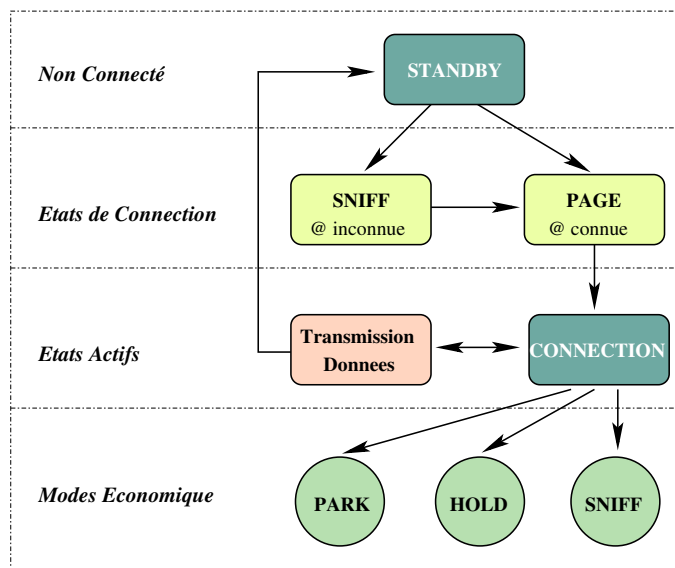 Non Connecté
STANDBY
Etats de Connection
SNIFF
@ inconnue
PAGE
@ connue
Etats Actifs
Transmission
Donnees
CONNECTION
Modes Economique
PARK
HOLD
SNIFF